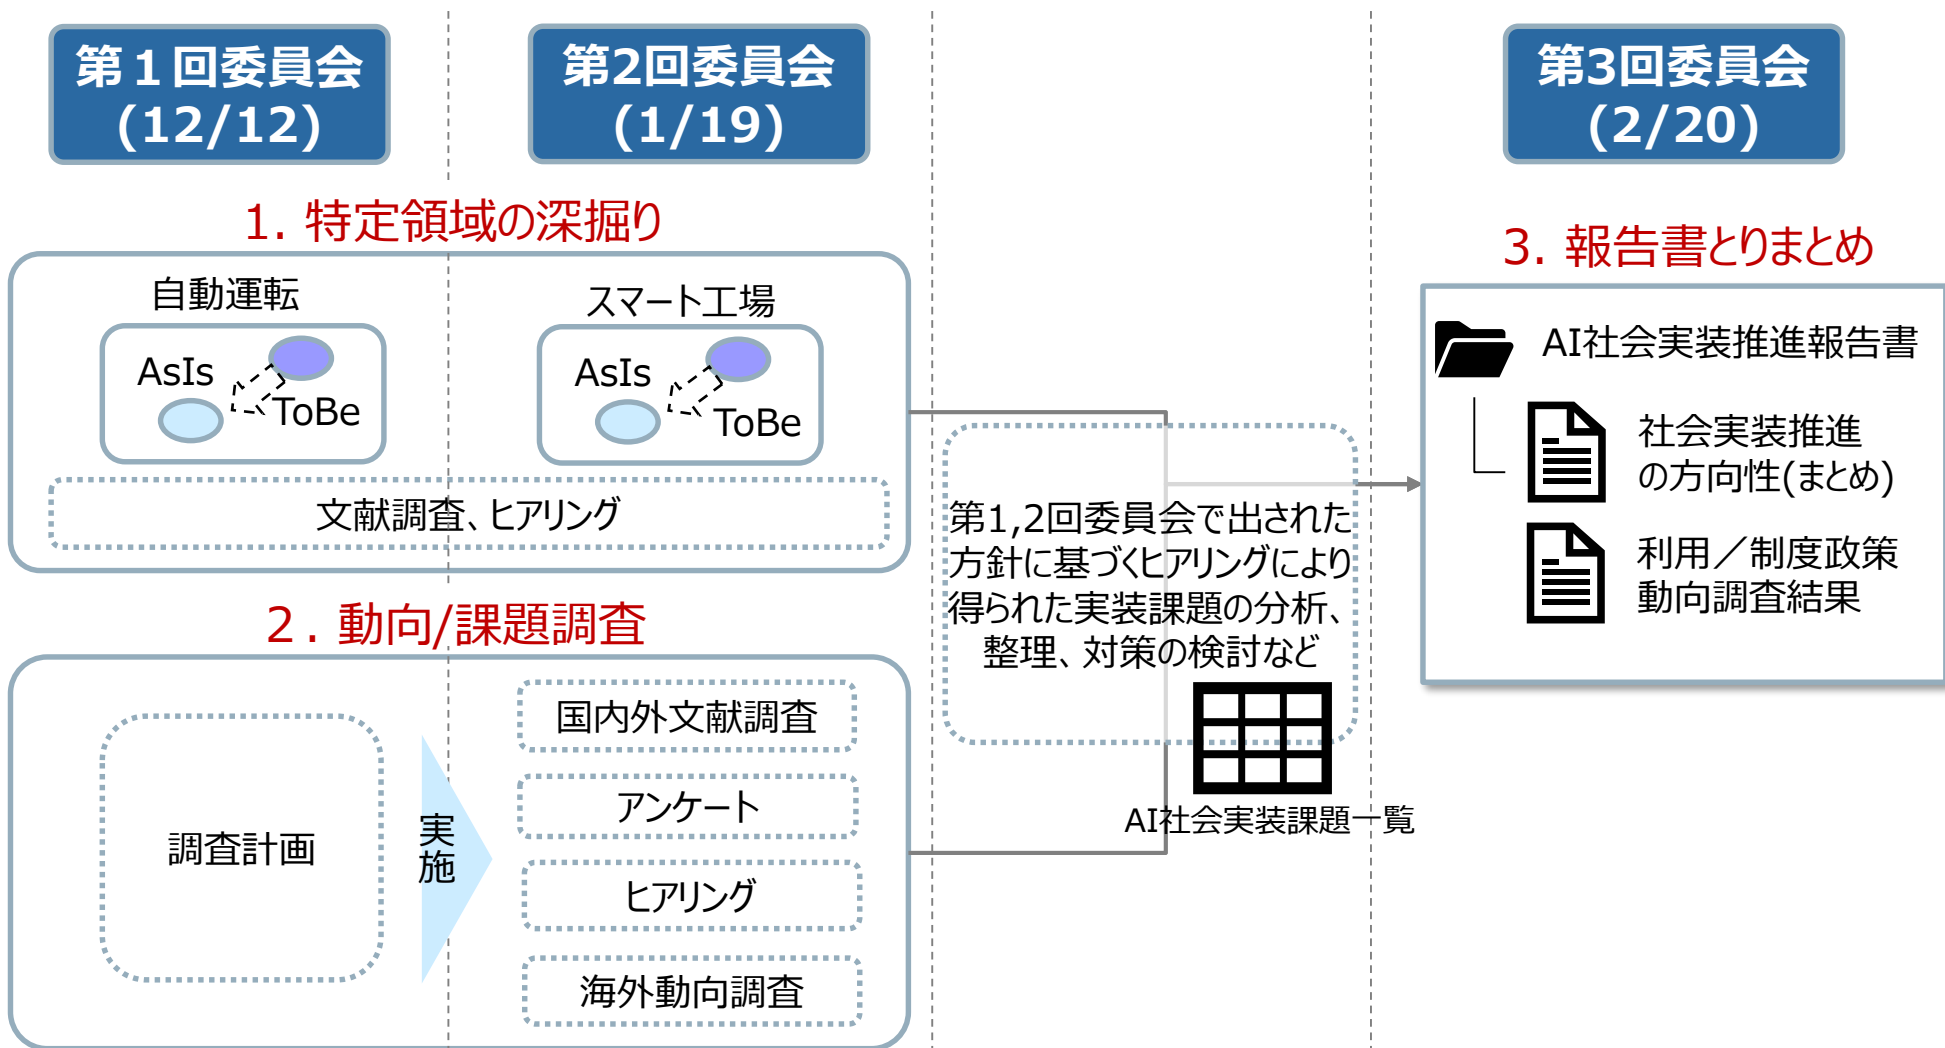 第１回委員会
(12/12)
第2回委員会
(1/19)
第3回委員会
(2/20)
1. 特定領域の深掘り
自動運転
AsIs
ToBe
スマート工場
AsIs
ToBe
文献調査、ヒアリング
２. 動向/課題調査
調査計画
実施
国内外文献調査
アンケート
ヒアリング
海外動向調査
第1,2回委員会で出された
方針に基づくヒアリングにより
得られた実装課題の分析、
整理、対策の検討など
AI社会実装課題一覧
3. 報告書とりまとめ
AI社会実装推進報告書
社会実装推進
の方向性(まとめ)
利用／制度政策
動向調査結果